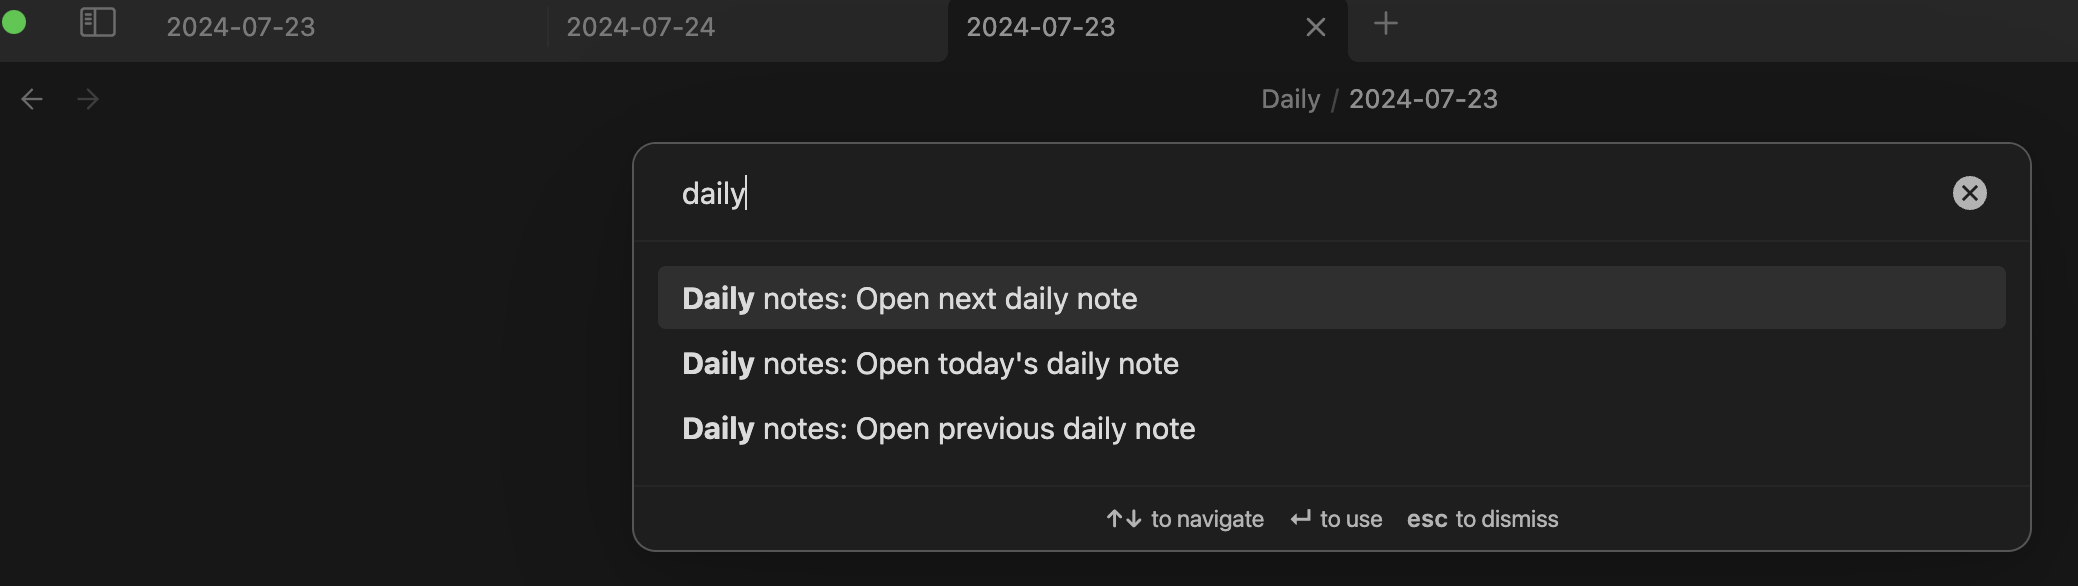 2024-07-23
2024-07-24
2024-07-23
Daily / 2024-07-23
daily
Daily notes: Open next daily note
Daily notes: Open today's daily note
Daily notes: Open previous daily note
↑↓ to navigate ↵ to use esc to dismiss